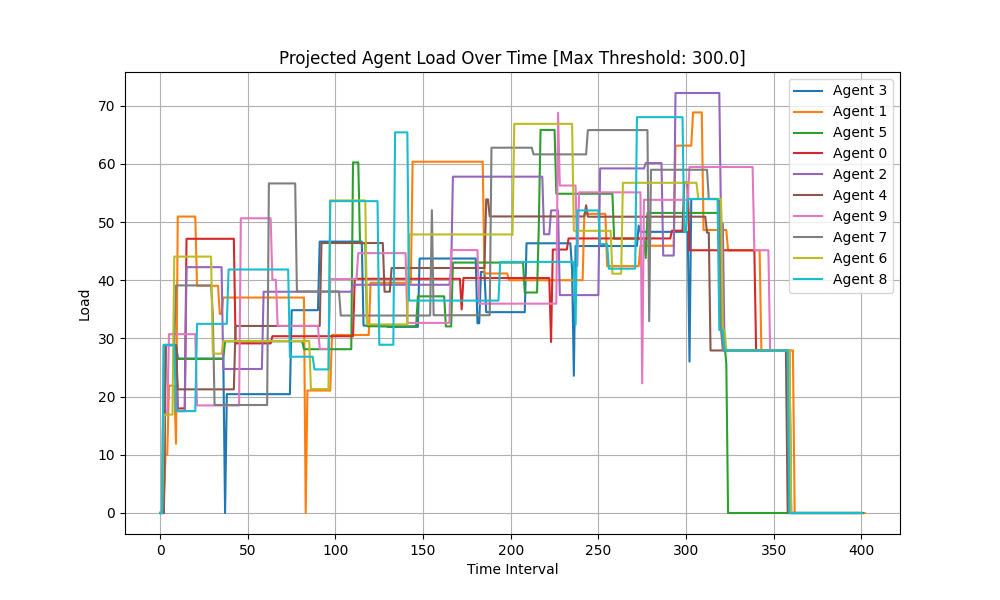 Projected Agent Load Over Time [Max Threshold: 300.0]
Load
70
60
50
40
30
20
10
0
0 50 100 150 200 250 300 350 400
Time Interval
Agent 3
Agent 1
Agent 5
Agent 0
Agent 2
Agent 4
Agent 9
Agent 7
Agent 6
Agent 8